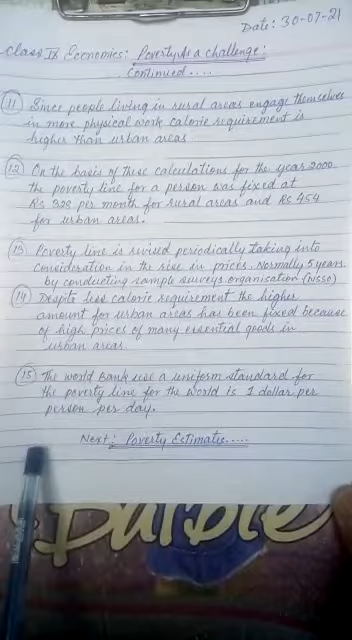 Date: 30-07-21
Class IX Economics: Poverty As a challenge:
Continued....
(11) Since people living in rural areas engage themselves
in more physical work calorie requirement is
higher than urban areas
(12) On the basis of these calculations for the year 2000
the poverty line for a person was fixed at
Rs 328 per month for rural areas and Rs 454
for urban areas.
(13) Poverty line is revised periodically taking into
consideration in the rise in prices. Normally 5 years
by conducting sample surveys organisation (NSSO)
(14) Despite less calorie requirement the higher
amount for urban areas has been fixed because
of high prices of many essential goods in
urban areas.
(15) The world Bank use a uniform standard for
the poverty line for the world is 1 dollar per
person per day.
Next: Poverty Estimates.....
Barbie